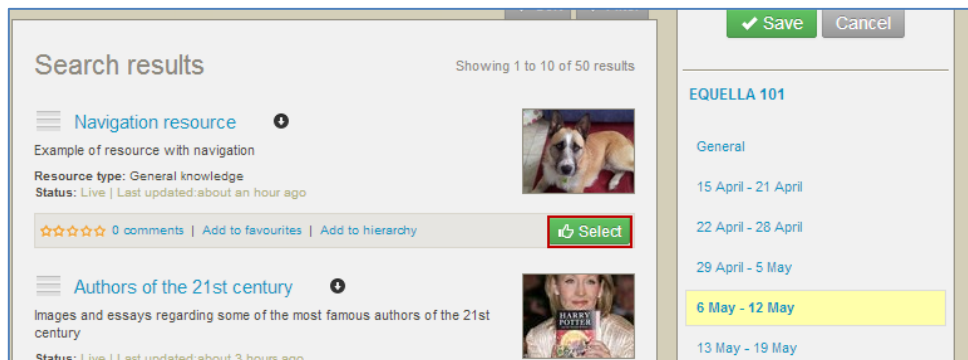 Search results
Showing 1 to 10 of 50 results
Navigation resource
Example of resource with navigation
Resource type: General knowledge
Status: Live | Last updated:about an hour ago
0 comments | Add to favourites | Add to hierarchy
Select
Authors of the 21st century
Images and essays regarding some of the most famous authors of the 21st
century
Status: Live | Last updated:about 3 hours ago
HARRY
POTTER
Save
Cancel
EQUELLA 101
General
15 April - 21 April
22 April - 28 April
29 April - 5 May
6 May - 12 May
13 May - 19 May